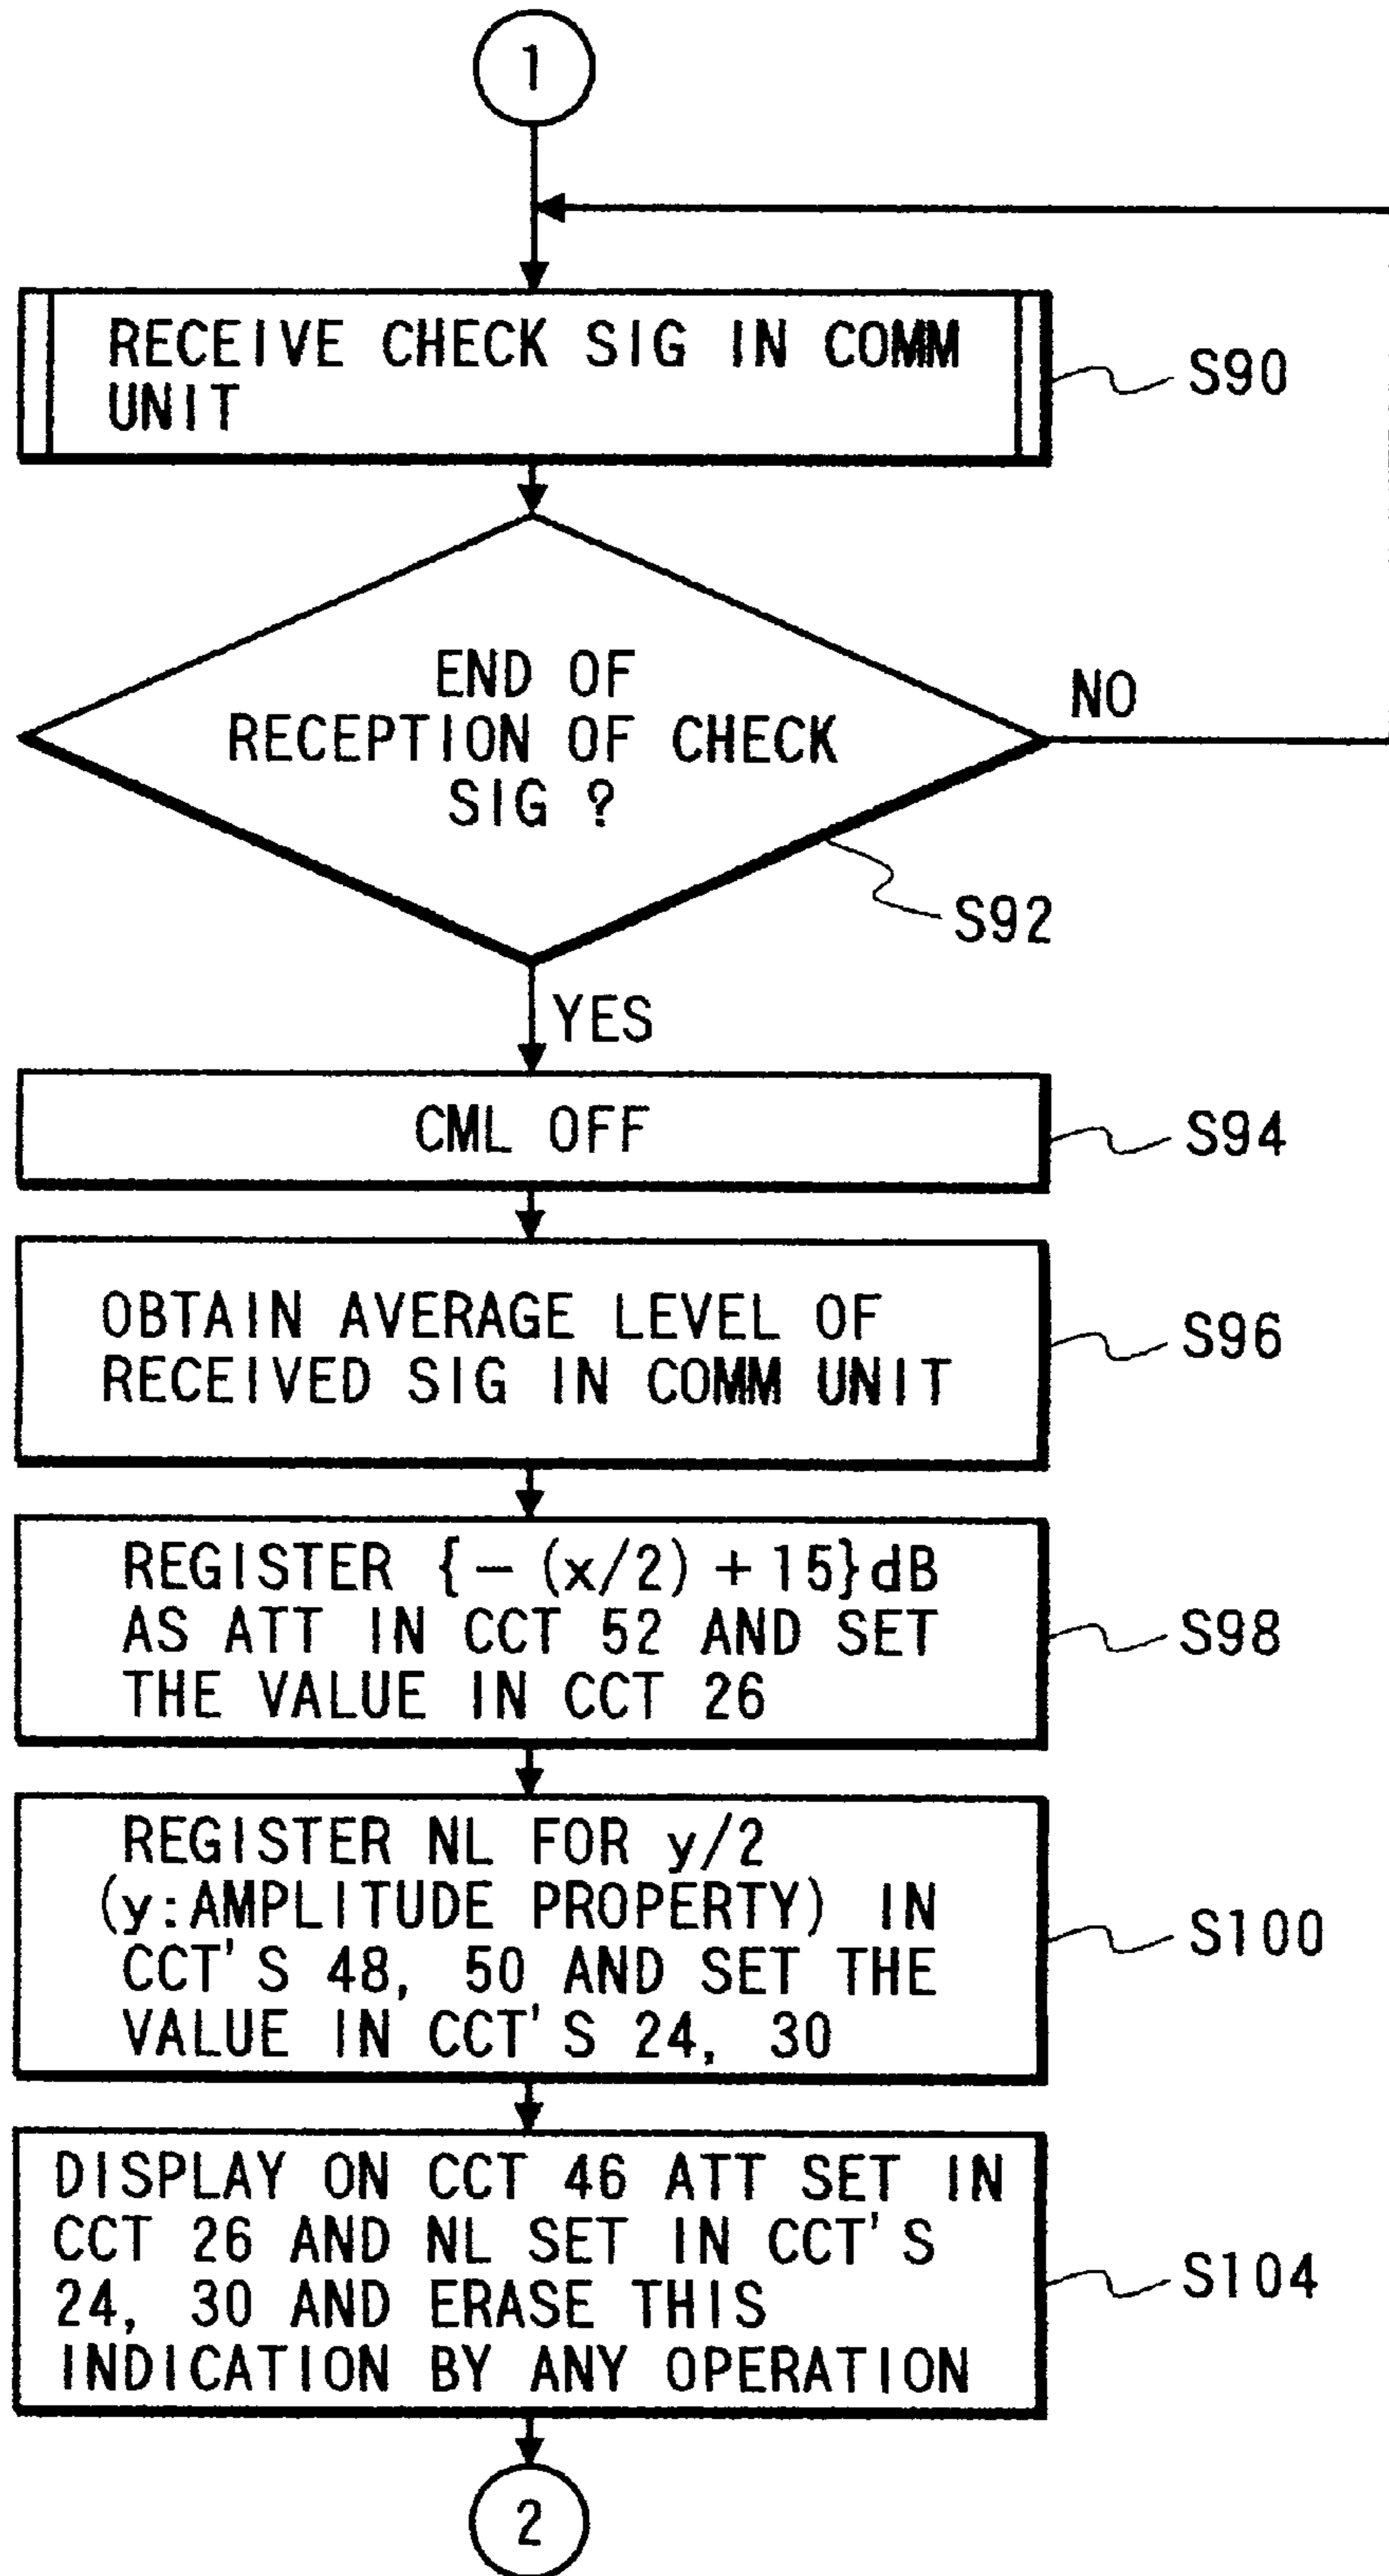 1
RECEIVE CHECK SIG IN COMM
UNIT
S90
END OF
RECEPTION OF CHECK
SIG ?
NO
S92
YES
CML OFF
S94
OBTAIN AVERAGE LEVEL OF
RECEIVED SIG IN COMM UNIT
S96
REGISTER {-(x/2)+15}dB
AS ATT IN CCT 52 AND SET
THE VALUE IN CCT 26
S98
REGISTER NL FOR y/2
(y:AMPLITUDE PROPERTY) IN
CCT'S 48, 50 AND SET THE
VALUE IN CCT'S 24, 30
S100
DISPLAY ON CCT 46 ATT SET IN
CCT 26 AND NL SET IN CCT'S
24, 30 AND ERASE THIS
INDICATION BY ANY OPERATION
S104
2